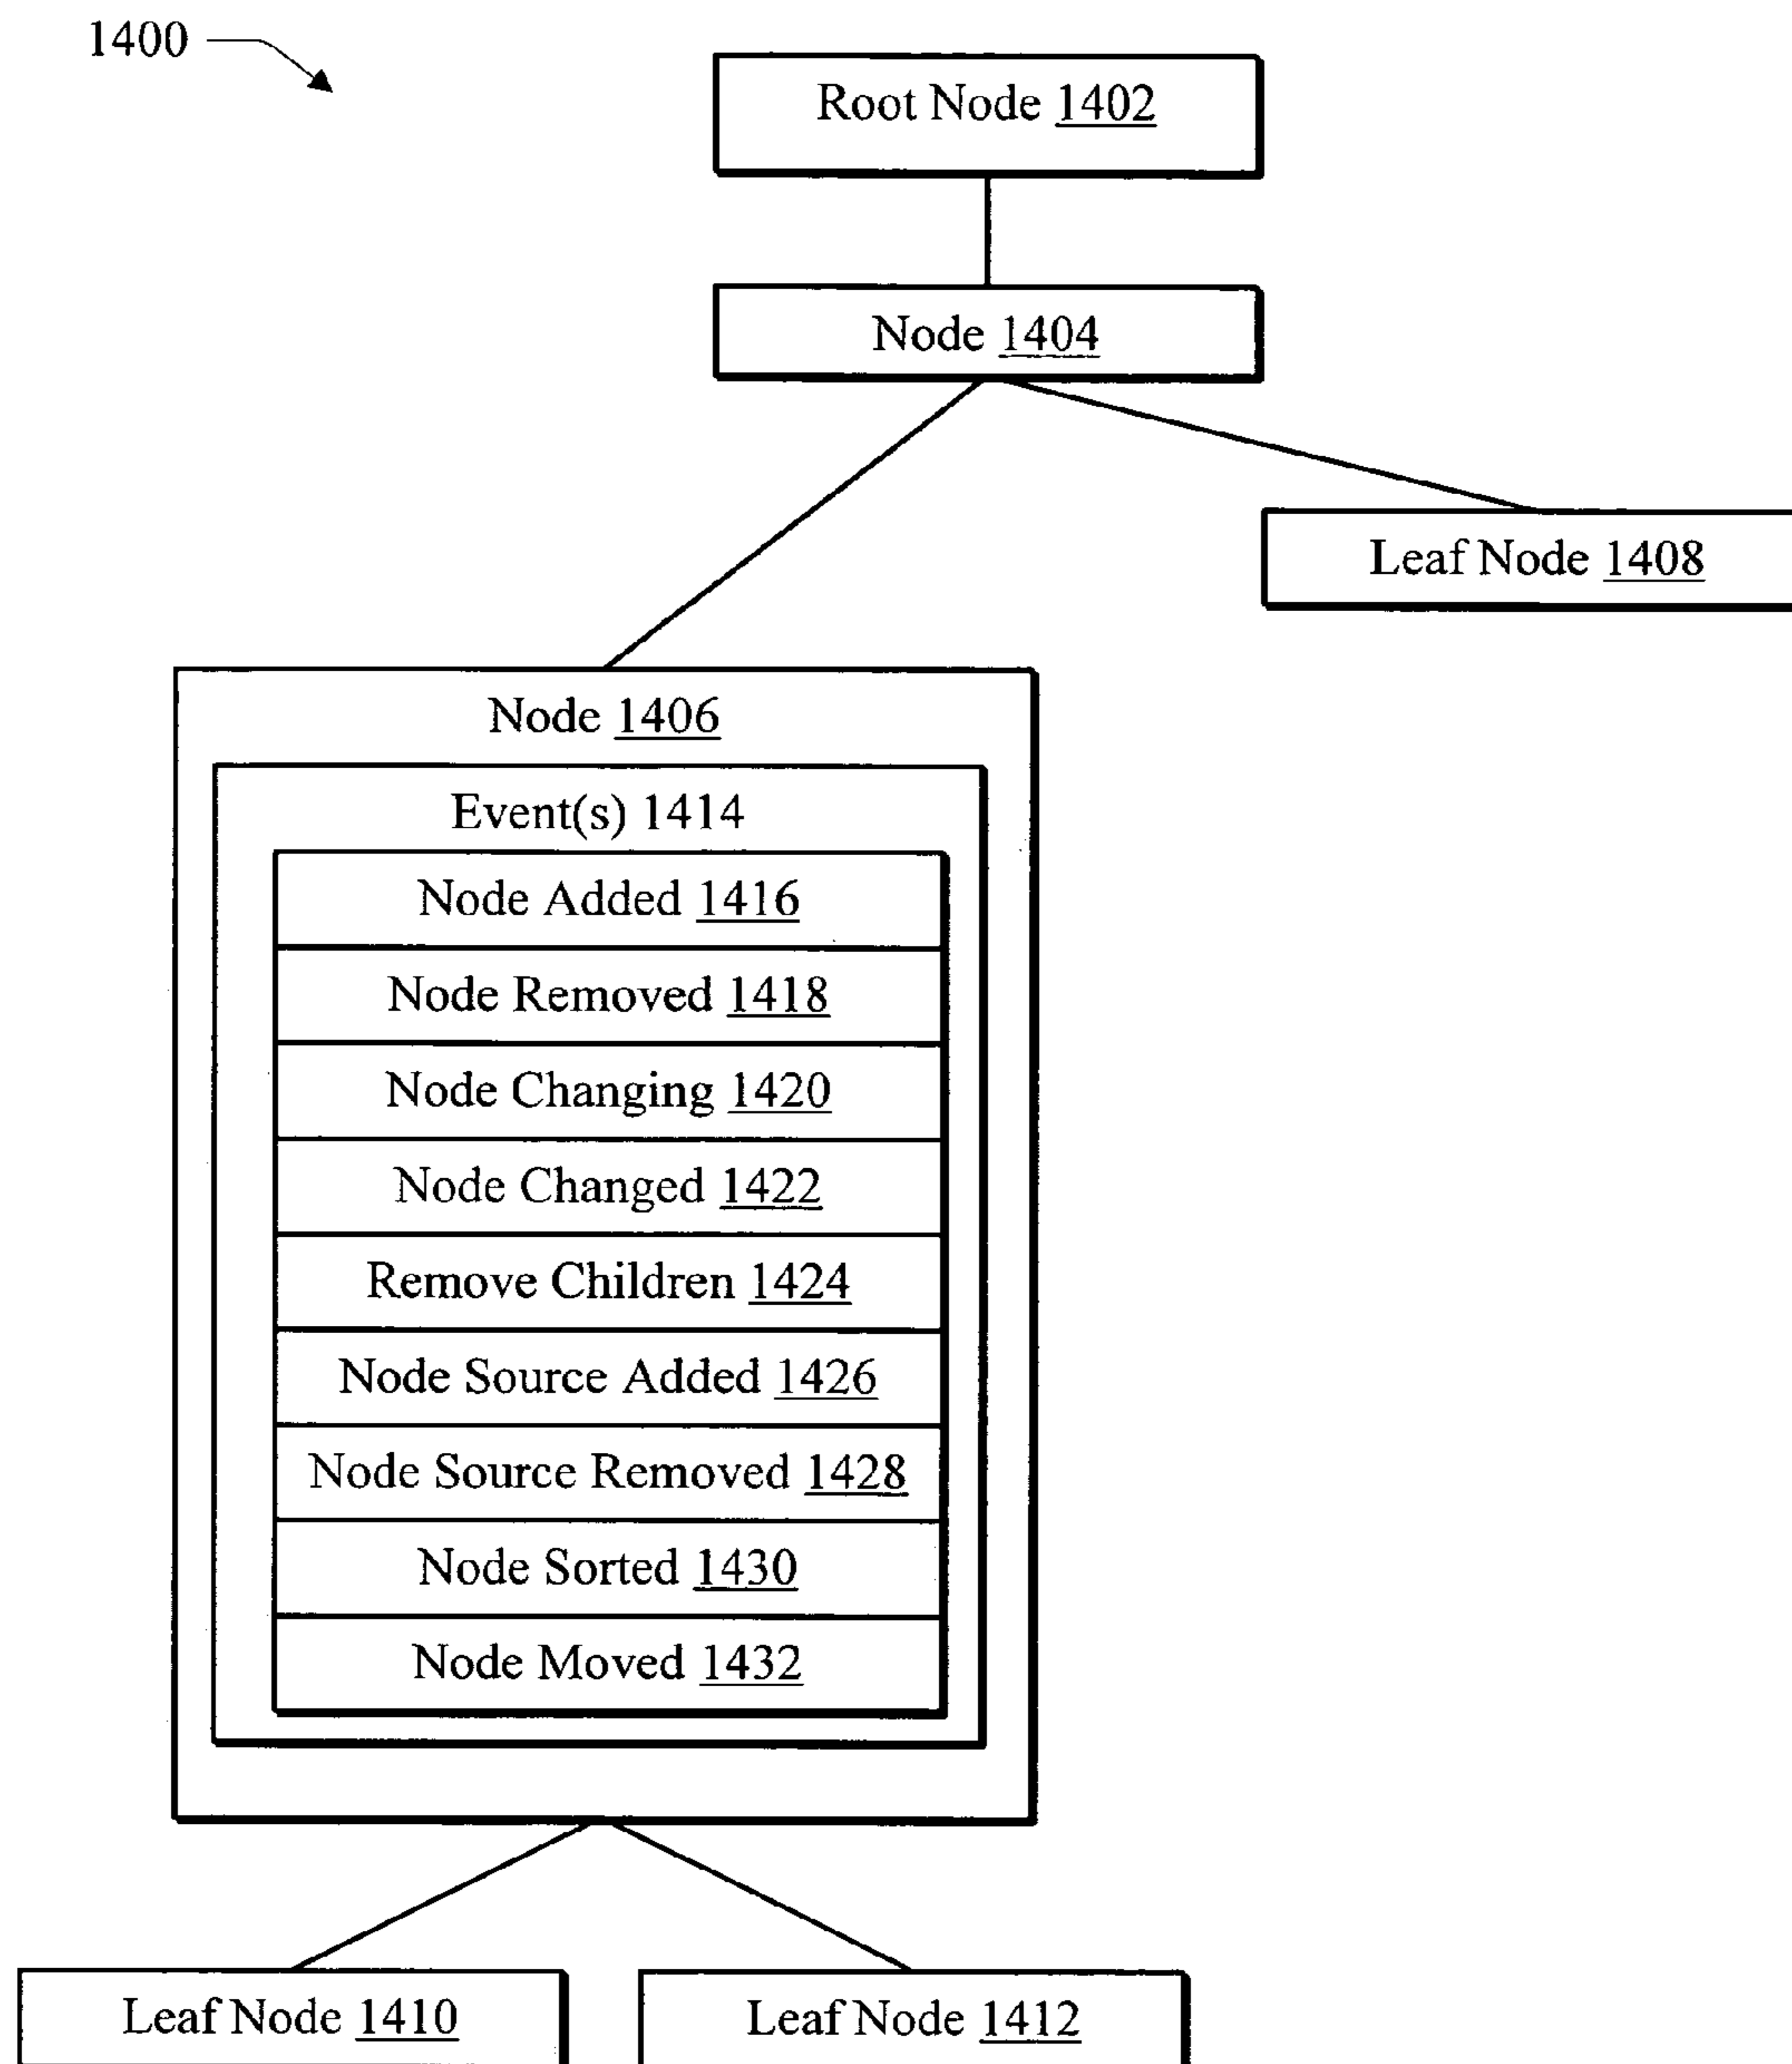 1400
Root Node 1402
Node 1404
Leaf Node 1408
Node 1406
Event(s) 1414
Node Added 1416
Node Removed 1418
Node Changing 1420
Node Changed 1422
Remove Children 1424
Node Source Added 1426
Node Source Removed 1428
Node Sorted 1430
Node Moved 1432
Leaf Node 1410
Leaf Node 1412